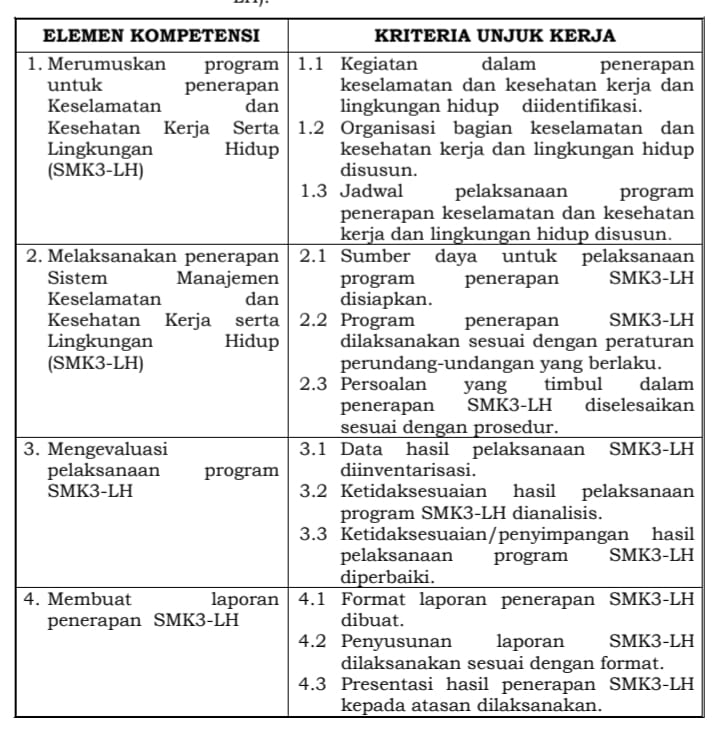 LH).
ELEMEN KOMPETENSI
KRITERIA UNJUK KERJA
1. Merumuskan program
untuk penerapan
Keselamatan dan
Kesehatan Kerja Serta
Lingkungan Hidup
(SMK3-LH)
1.1 Kegiatan dalam penerapan
keselamatan dan kesehatan kerja dan
lingkungan hidup diidentifikasi.
1.2 Organisasi bagian keselamatan dan
kesehatan kerja dan lingkungan hidup
disusun.
1.3 Jadwal pelaksanaan program
penerapan keselamatan dan kesehatan
kerja dan lingkungan hidup disusun.
2. Melaksanakan penerapan
Sistem Manajemen
Keselamatan dan
Kesehatan Kerja serta
Lingkungan Hidup
(SMK3-LH)
2.1 Sumber daya untuk pelaksanaan
program penerapan SMK3-LH
disiapkan.
2.2 Program penerapan SMK3-LH
dilaksanakan sesuai dengan peraturan
perundang-undangan yang berlaku.
2.3 Persoalan yang timbul dalam
penerapan SMK3-LH diselesaikan
sesuai dengan prosedur.
3. Mengevaluasi
pelaksanaan program
SMK3-LH
3.1 Data hasil pelaksanaan SMK3-LH
diinventarisasi.
3.2 Ketidaksesuaian hasil pelaksanaan
program SMK3-LH dianalisis.
3.3 Ketidaksesuaian/penyimpangan hasil
pelaksanaan program SMK3-LH
diperbaiki.
4. Membuat laporan
penerapan SMK3-LH
4.1 Format laporan penerapan SMK3-LH
dibuat.
4.2 Penyusunan laporan SMK3-LH
dilaksanakan sesuai dengan format.
4.3 Presentasi hasil penerapan SMK3-LH
kepada atasan dilaksanakan.